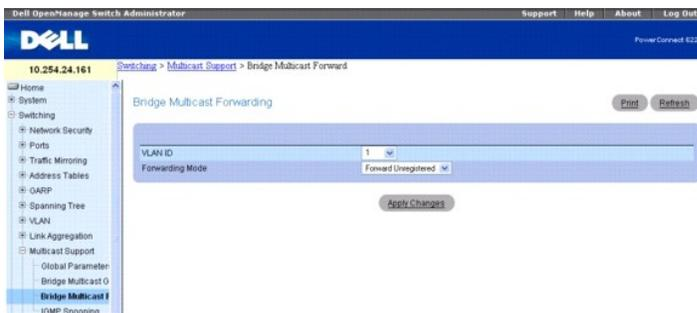 Dell OpenManage Switch Administrator Support Help About Log Out
DELL
PowerConnect 622
10.254.24.161
Switching > Multicast Support > Bridge Multicast Forward
Home
System
Switching
Network Security
Ports
Traffic Mirroring
Address Tables
GARP
Spanning Tree
VLAN
Link Aggregation
Multicast Support
Global Parameter
Bridge Multicast G
Bridge Multicast F
IGMP Snooping
Bridge Multicast Forwarding
Print Refresh
VLAN ID 1
Forwarding Mode Forward Unregistered
Apply Changes